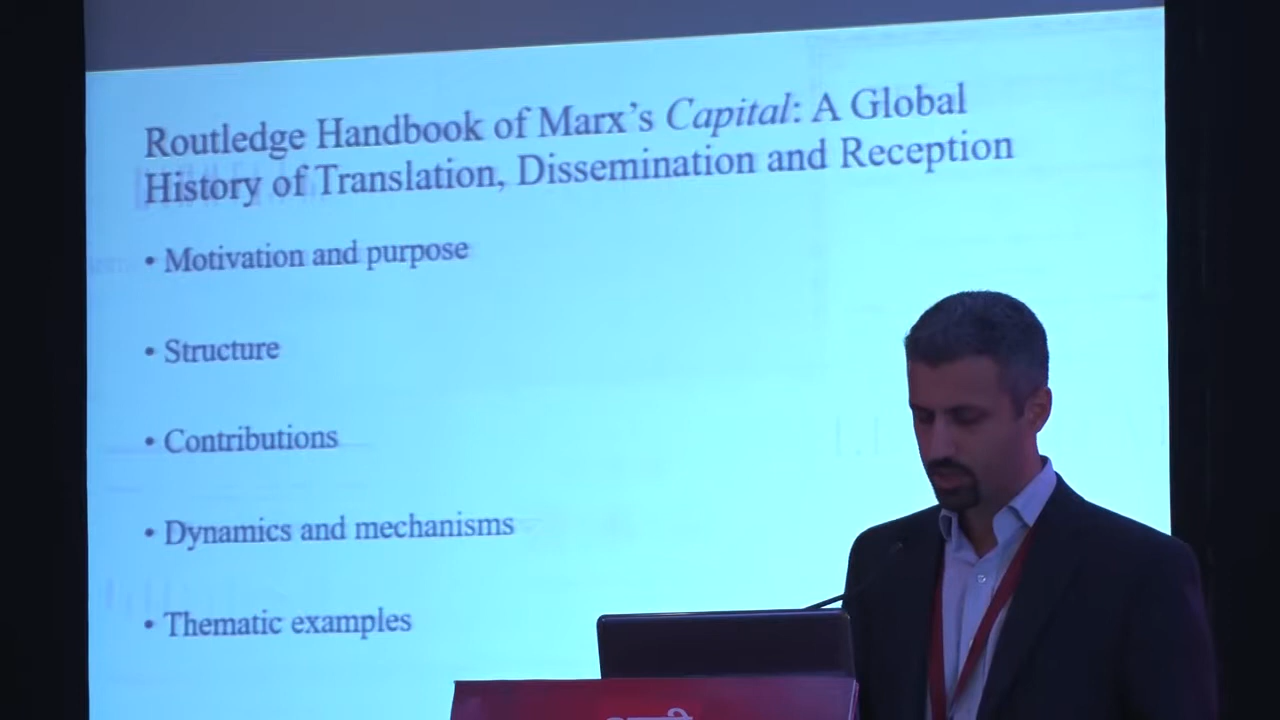 Routledge Handbook of Marx's Capital: A Global
History of Translation, Dissemination and Reception
• Motivation and purpose
• Structure
• Contributions
• Dynamics and mechanisms
• Thematic examples